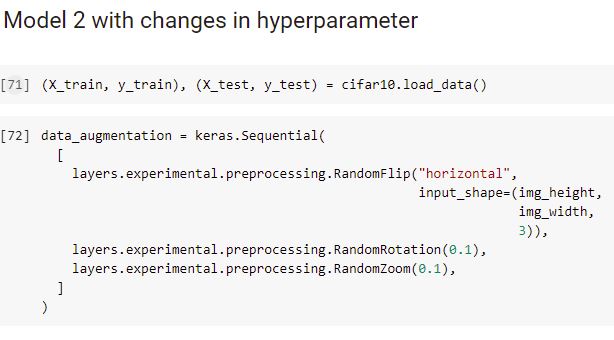 Model 2 with changes in hyperparameter
[71] (X_train, y_train), (X_test, y_test) = cifar10.load_data()
[72] data_augmentation = keras.Sequential(
[
layers.experimental.preprocessing.RandomFlip("horizontal",
input_shape=(img_height,
img_width,
3)),
layers.experimental.preprocessing.RandomRotation(0.1),
layers.experimental.preprocessing.RandomZoom(0.1),
]
)